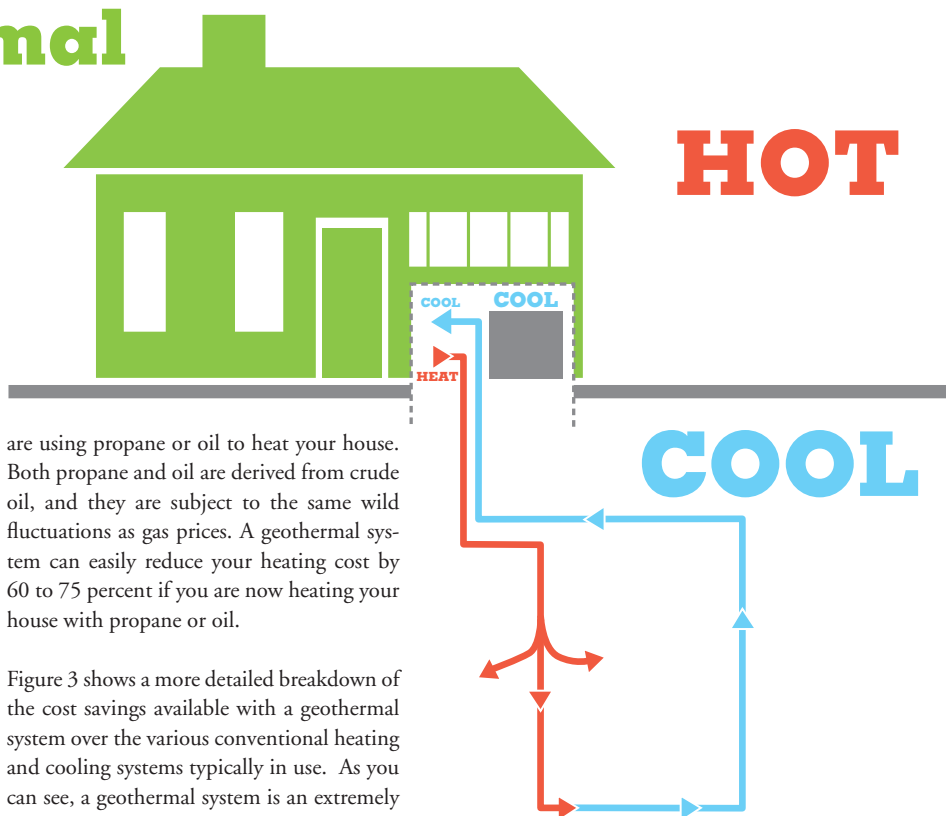 mal
HOT
COOL
COOL
HEAT
COOL
are using propane or oil to heat your house.
Both propane and oil are derived from crude
oil, and they are subject to the same wild
fluctuations as gas prices. A geothermal sys-
tem can easily reduce your heating cost by
60 to 75 percent if you are now heating your
house with propane or oil.
Figure 3 shows a more detailed breakdown of
the cost savings available with a geothermal
system over the various conventional heating
and cooling systems typically in use. As you
can see, a geothermal system is an extremely